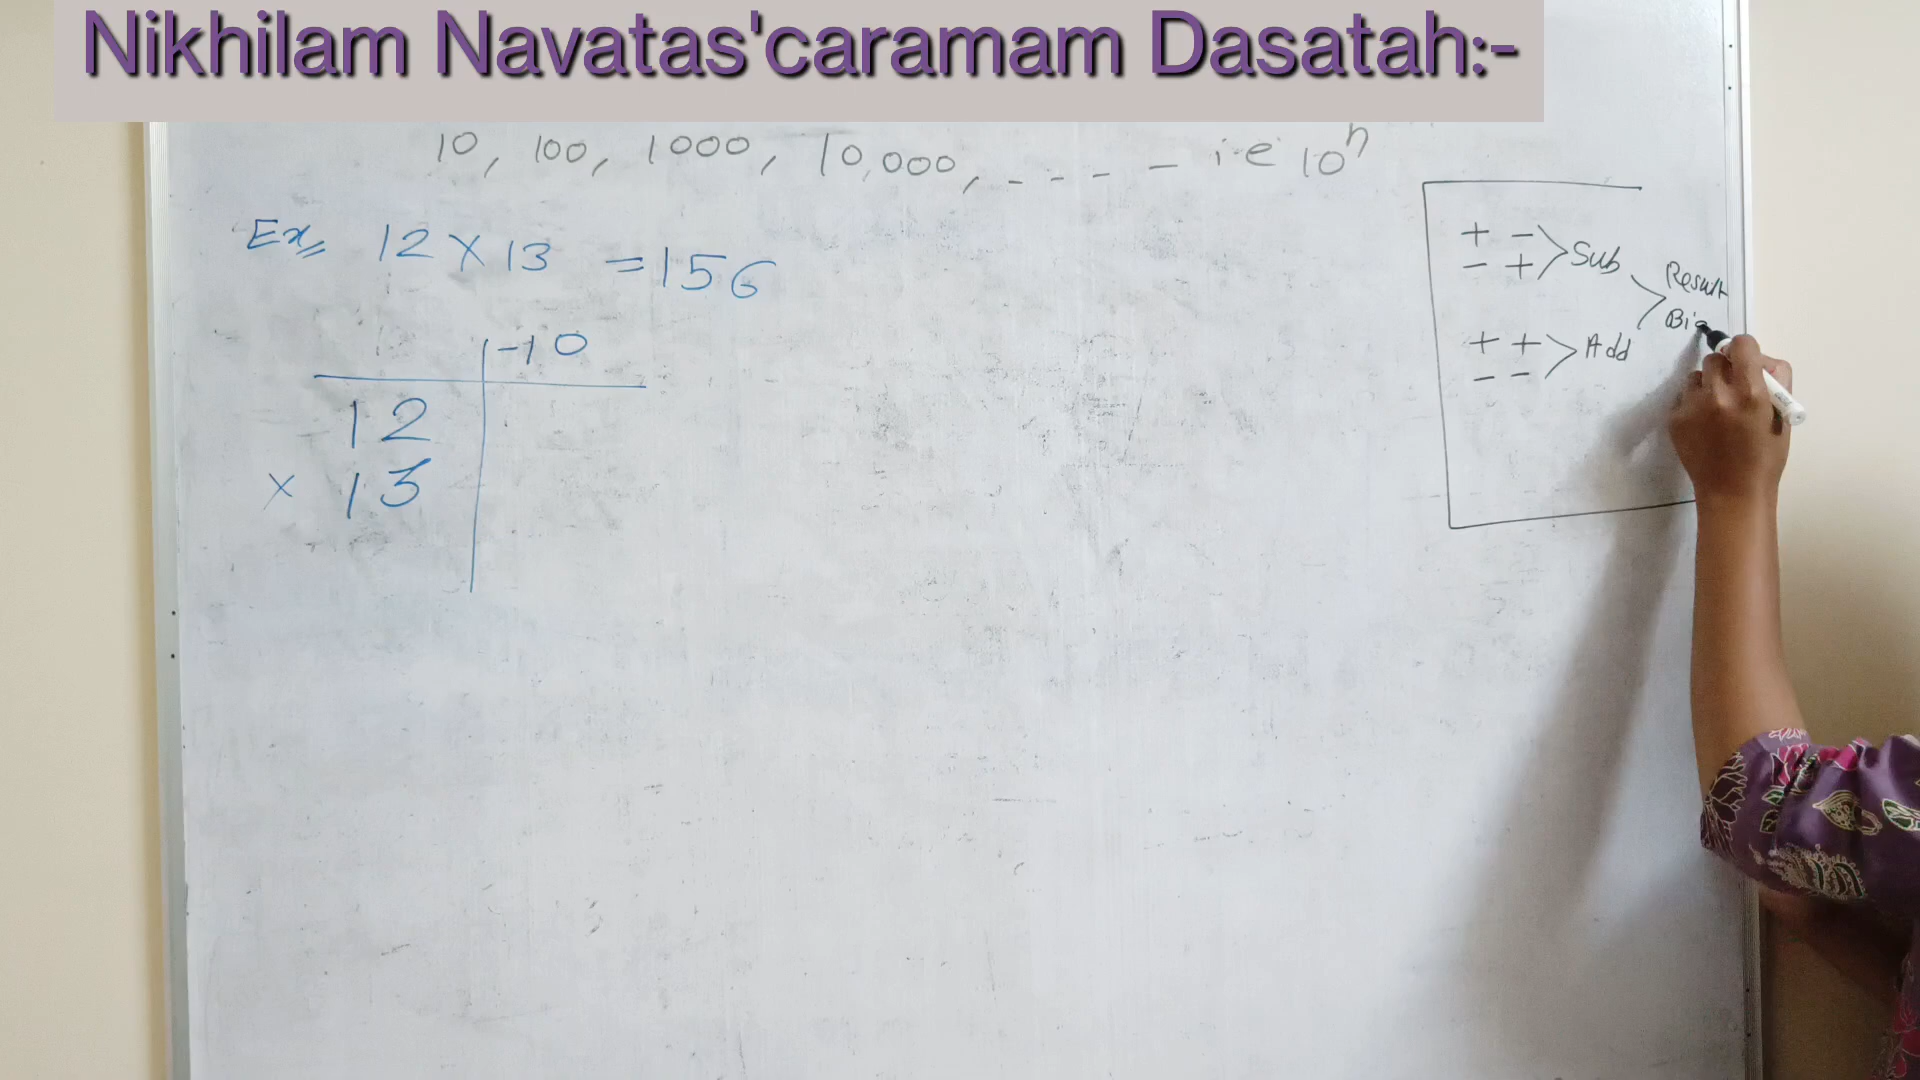 Nikhilam Navatas'caramam Dasatah:-
10, 100, 1000, 10,000, - - - - i.e 10ⁿ
Ex 12 × 13 = 156
-10
12
× 13
+ - > Sub
- +
Result
Big
+ + > Add
- -